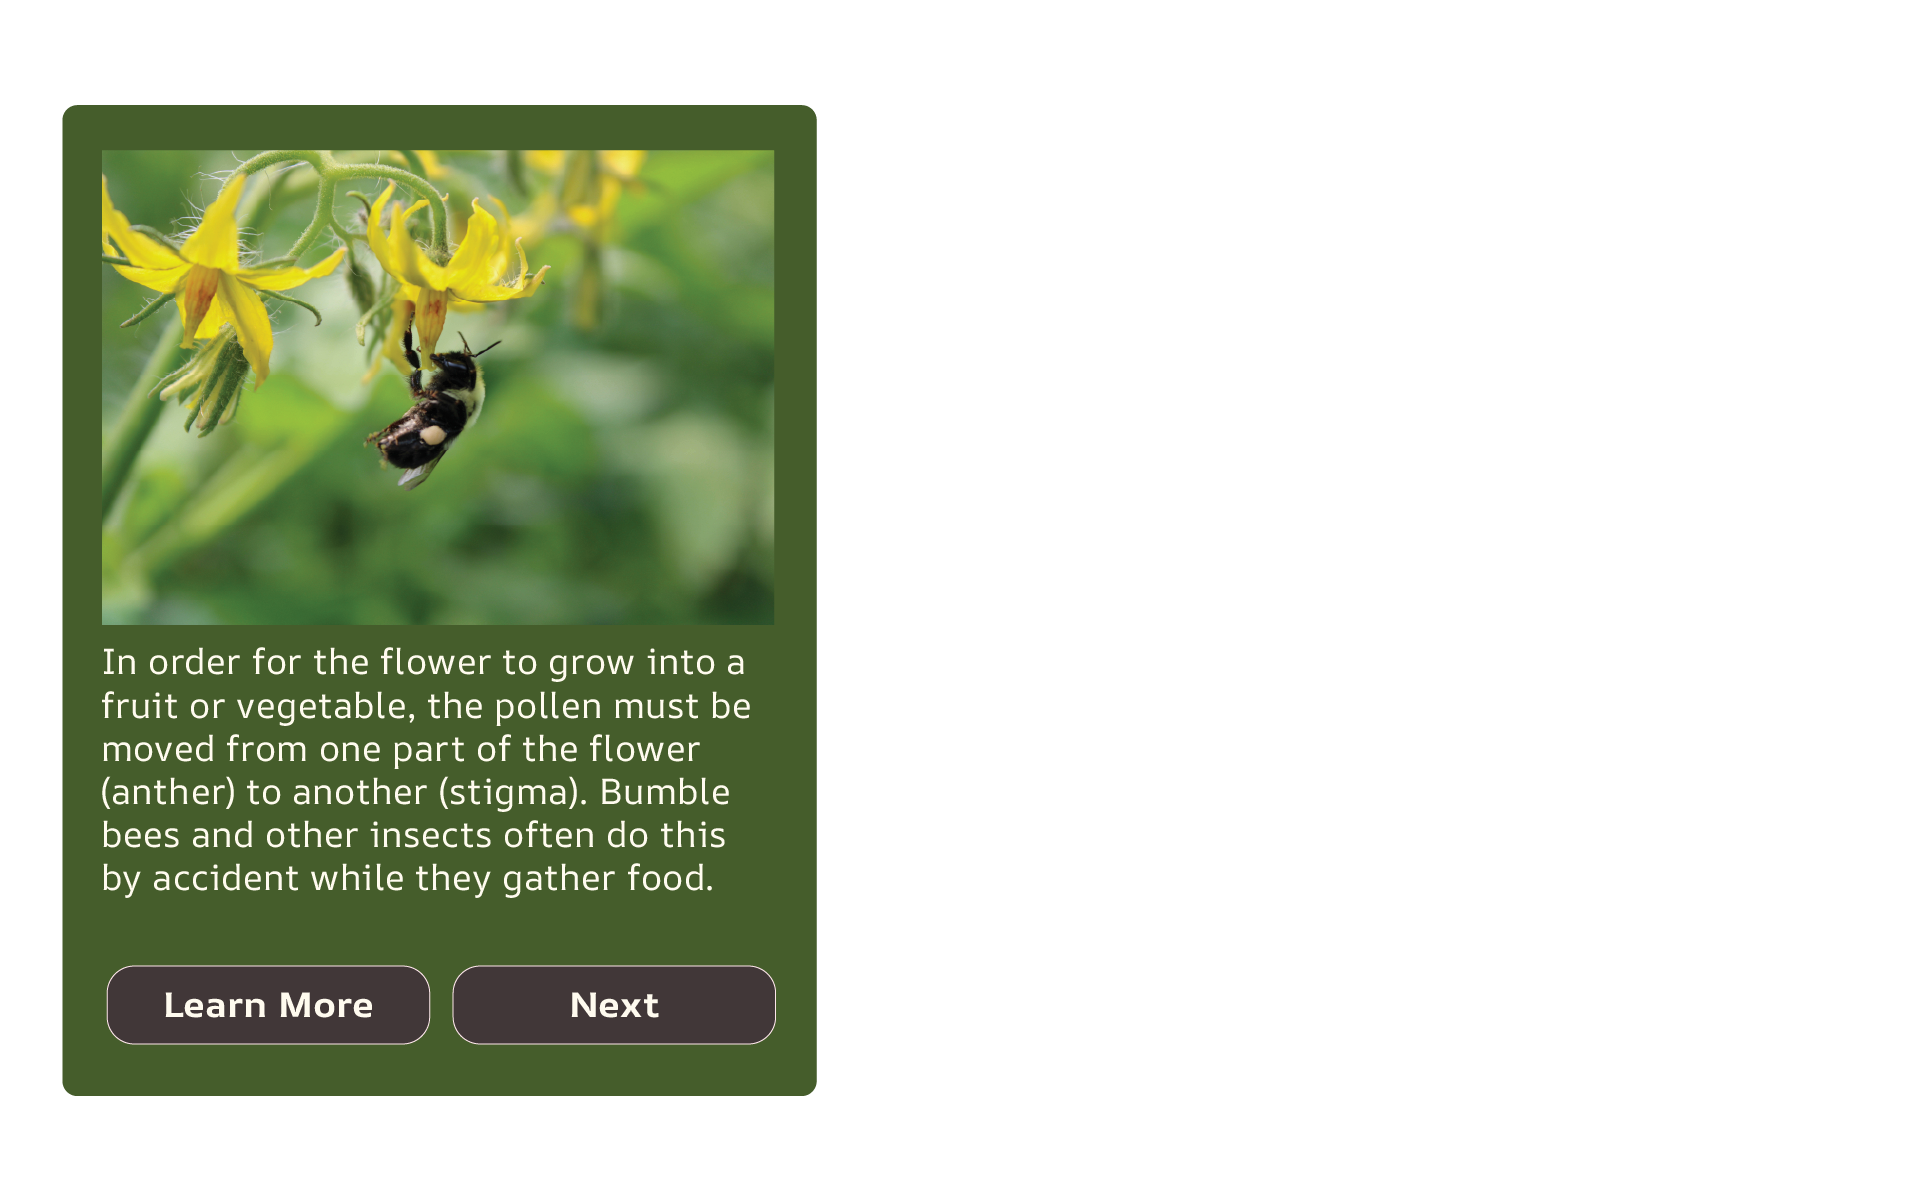 In order for the flower to grow into a
fruit or vegetable, the pollen must be
moved from one part of the flower
(anther) to another (stigma). Bumble
bees and other insects often do this
by accident while they gather food.
Learn More
Next